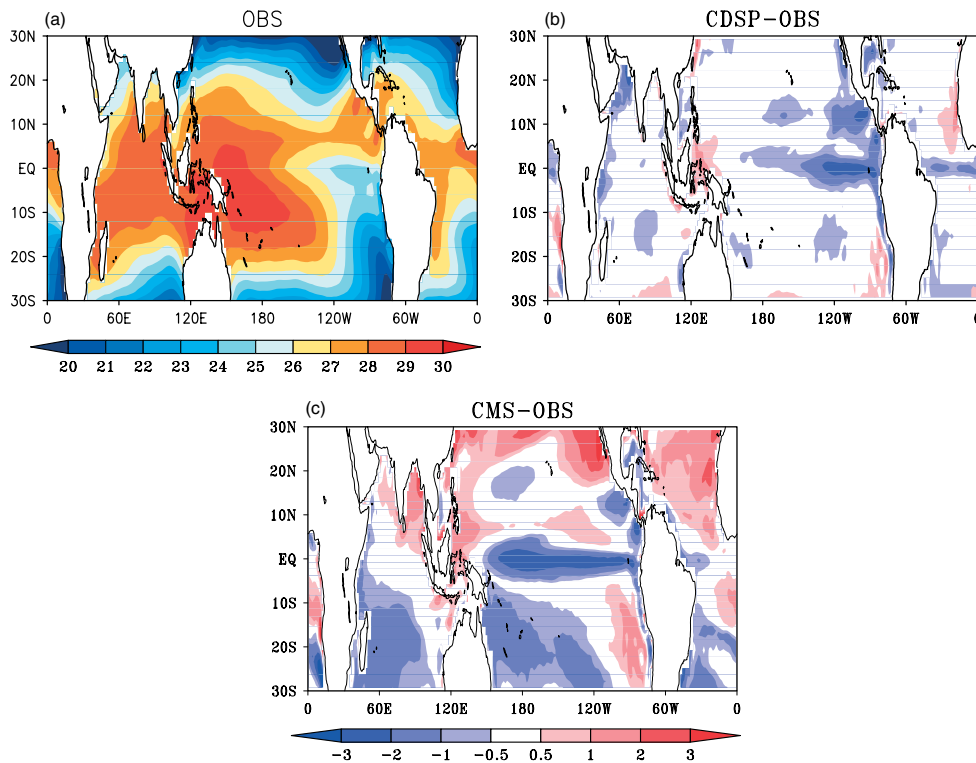 (a) OBS
30N
20N
10N
EQ
10S
20S
30S
0 60E 120E 180 120W 60W 0
20 21 22 23 24 25 26 27 28 29 30
(b) CDSP-OBS
30N
20N
10N
EQ
10S
20S
30S
0 60E 120E 180 120W 60W 0
(c) CMS-OBS
30N
20N
10N
EQ
10S
20S
30S
0 60E 120E 180 120W 60W 0
-3 -2 -1 -0.5 0.5 1 2 3